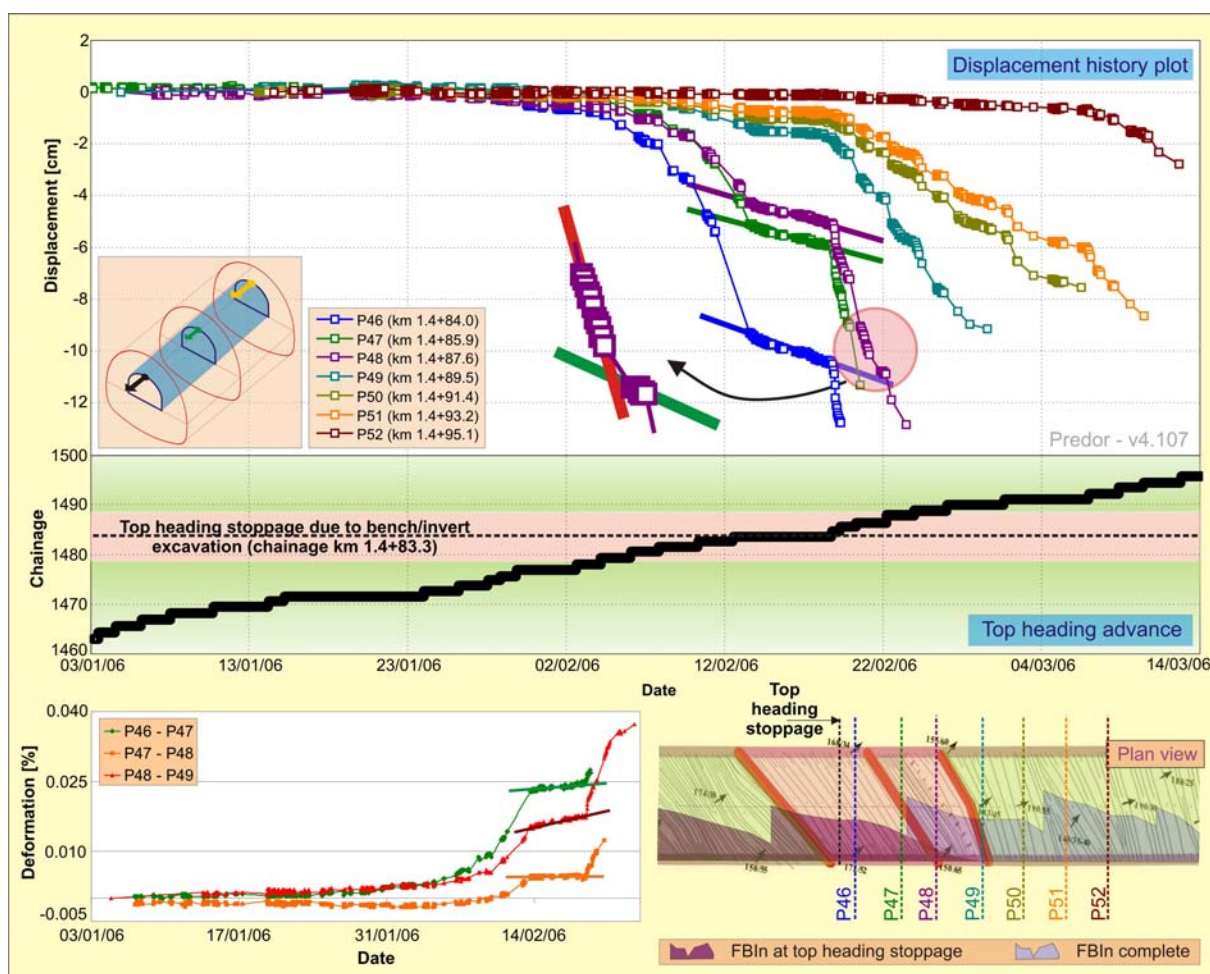 2
0
-2
-4
-6
-8
-10
-12
Displacement [cm]
Displacement history plot
P46 (km 1.4+84.0)
P47 (km 1.4+85.9)
P48 (km 1.4+87.6)
P49 (km 1.4+89.5)
P50 (km 1.4+91.4)
P51 (km 1.4+93.2)
P52 (km 1.4+95.1)
Predor - v4.107
1500
1490
1480
1470
1460
Chainage
Top heading stoppage due to bench/invert
excavation (chainage km 1.4+83.3)
Top heading advance
03/01/06 13/01/06 23/01/06 02/02/06 12/02/06 22/02/06 04/03/06 14/03/06
Date
0.040
0.025
0.010
-0.005
Deformation [%]
P46 - P47
P47 - P48
P48 - P49
03/01/06 17/01/06 31/01/06 14/02/06
Date
Top
heading
stoppage
Plan view
156/55
P46
P47
P48
P49
P50
P51
P52
FBIn at top heading stoppage
FBIn complete